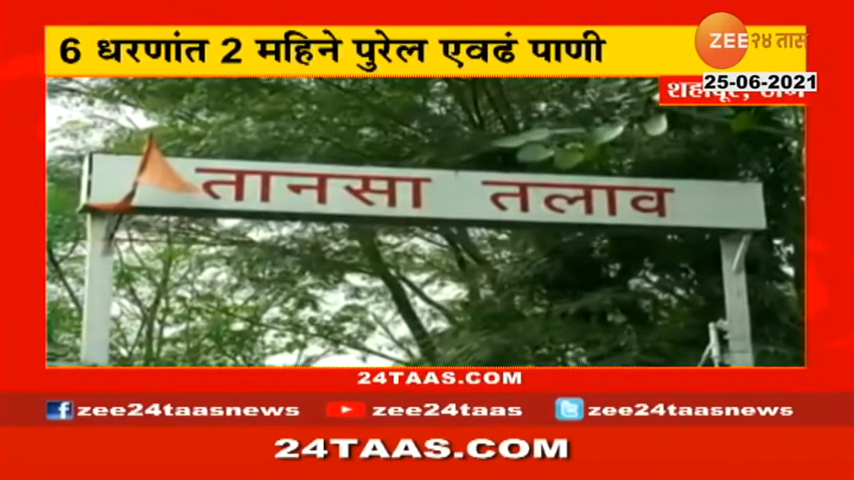 6 धरणांत 2 महिने पुरेल एवढं पाणी
ZEE २४ तास
25-06-2021
तानसा तलाव
24TAAS.COM
zee24taasnews
zee24taas
zee24taasnews
24TAAS.COM